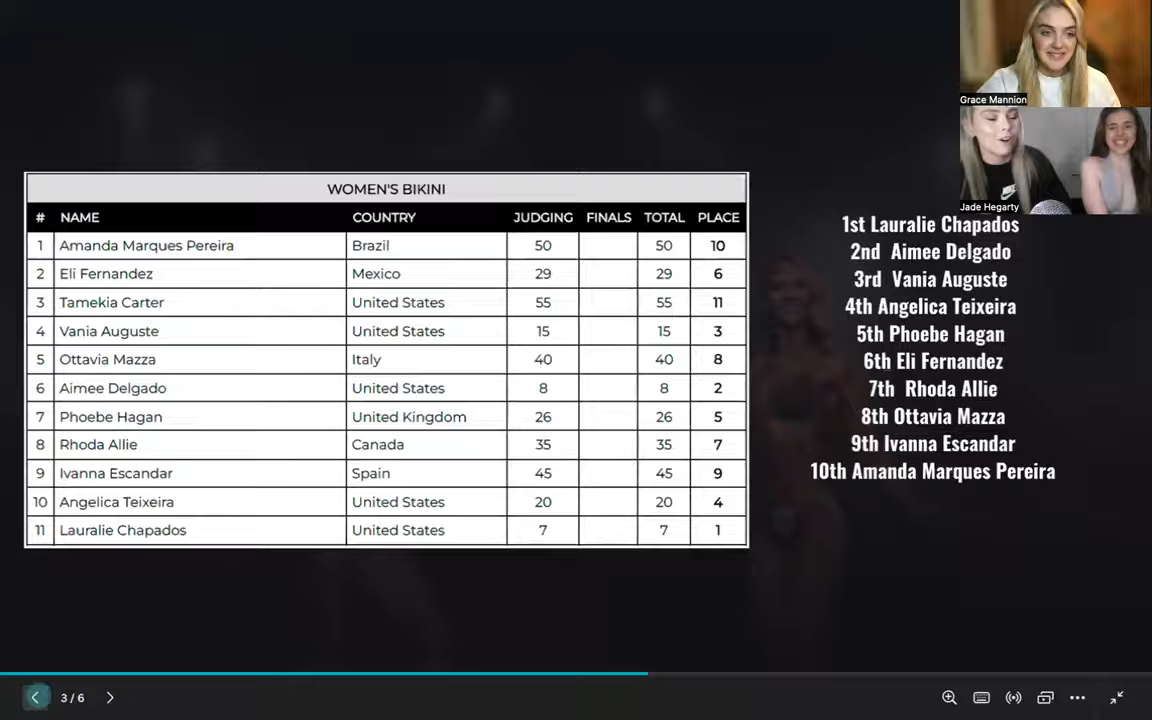 Grace Mannion
Jade Hegarty
WOMEN'S BIKINI
# NAME COUNTRY JUDGING FINALS TOTAL PLACE
1 Amanda Marques Pereira Brazil 50 50 10
2 Eli Fernandez Mexico 29 29 6
3 Tamekia Carter United States 55 55 11
4 Vania Auguste United States 15 15 3
5 Ottavia Mazza Italy 40 40 8
6 Aimee Delgado United States 8 8 2
7 Phoebe Hagan United Kingdom 26 26 5
8 Rhoda Allie Canada 35 35 7
9 Ivanna Escandar Spain 45 45 9
10 Angelica Teixeira United States 20 20 4
11 Lauralie Chapados United States 7 7 1
1st Lauralie Chapados
2nd Aimee Delgado
3rd Vania Auguste
4th Angelica Teixeira
5th Phoebe Hagan
6th Eli Fernandez
7th Rhoda Allie
8th Ottavia Mazza
9th Ivanna Escandar
10th Amanda Marques Pereira
3 / 6